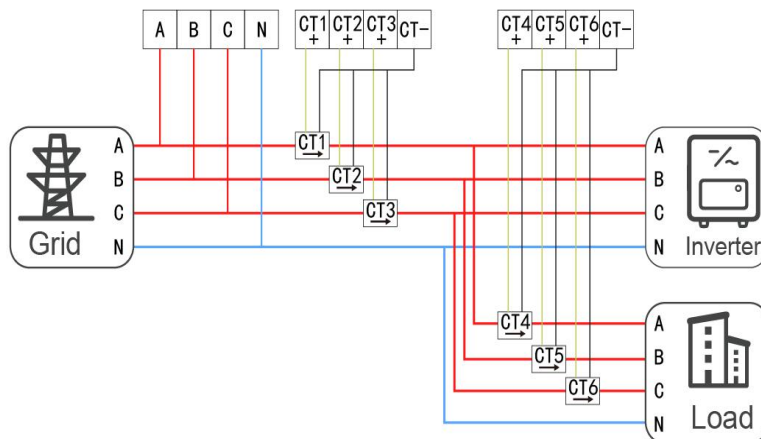 A B C N
CT1 + CT2 + CT3 + CT-
CT4 + CT5 + CT6 + CT-
Grid
A
B
C
N
CT1
CT2
CT3
A
B
C
N
Inverter
CT4
CT5
CT6
A
B
C
N
Load